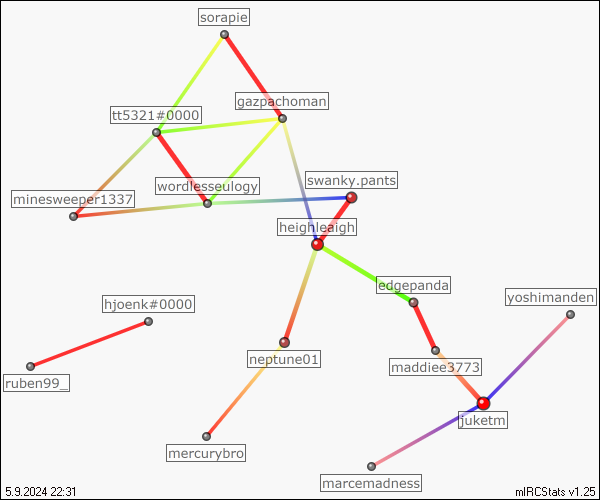 sorapie
gazpachoman
tt5321#0000
swanky.pants
wordlesseulogy
minesweeper1337
heighleaigh
edgepanda
yoshimanden
hjoenk#0000
neptune01
maddiee3773
ruben99_
juketm
mercurybro
marcemadness
5.9.2024 22:31
mIRCStats v1.25